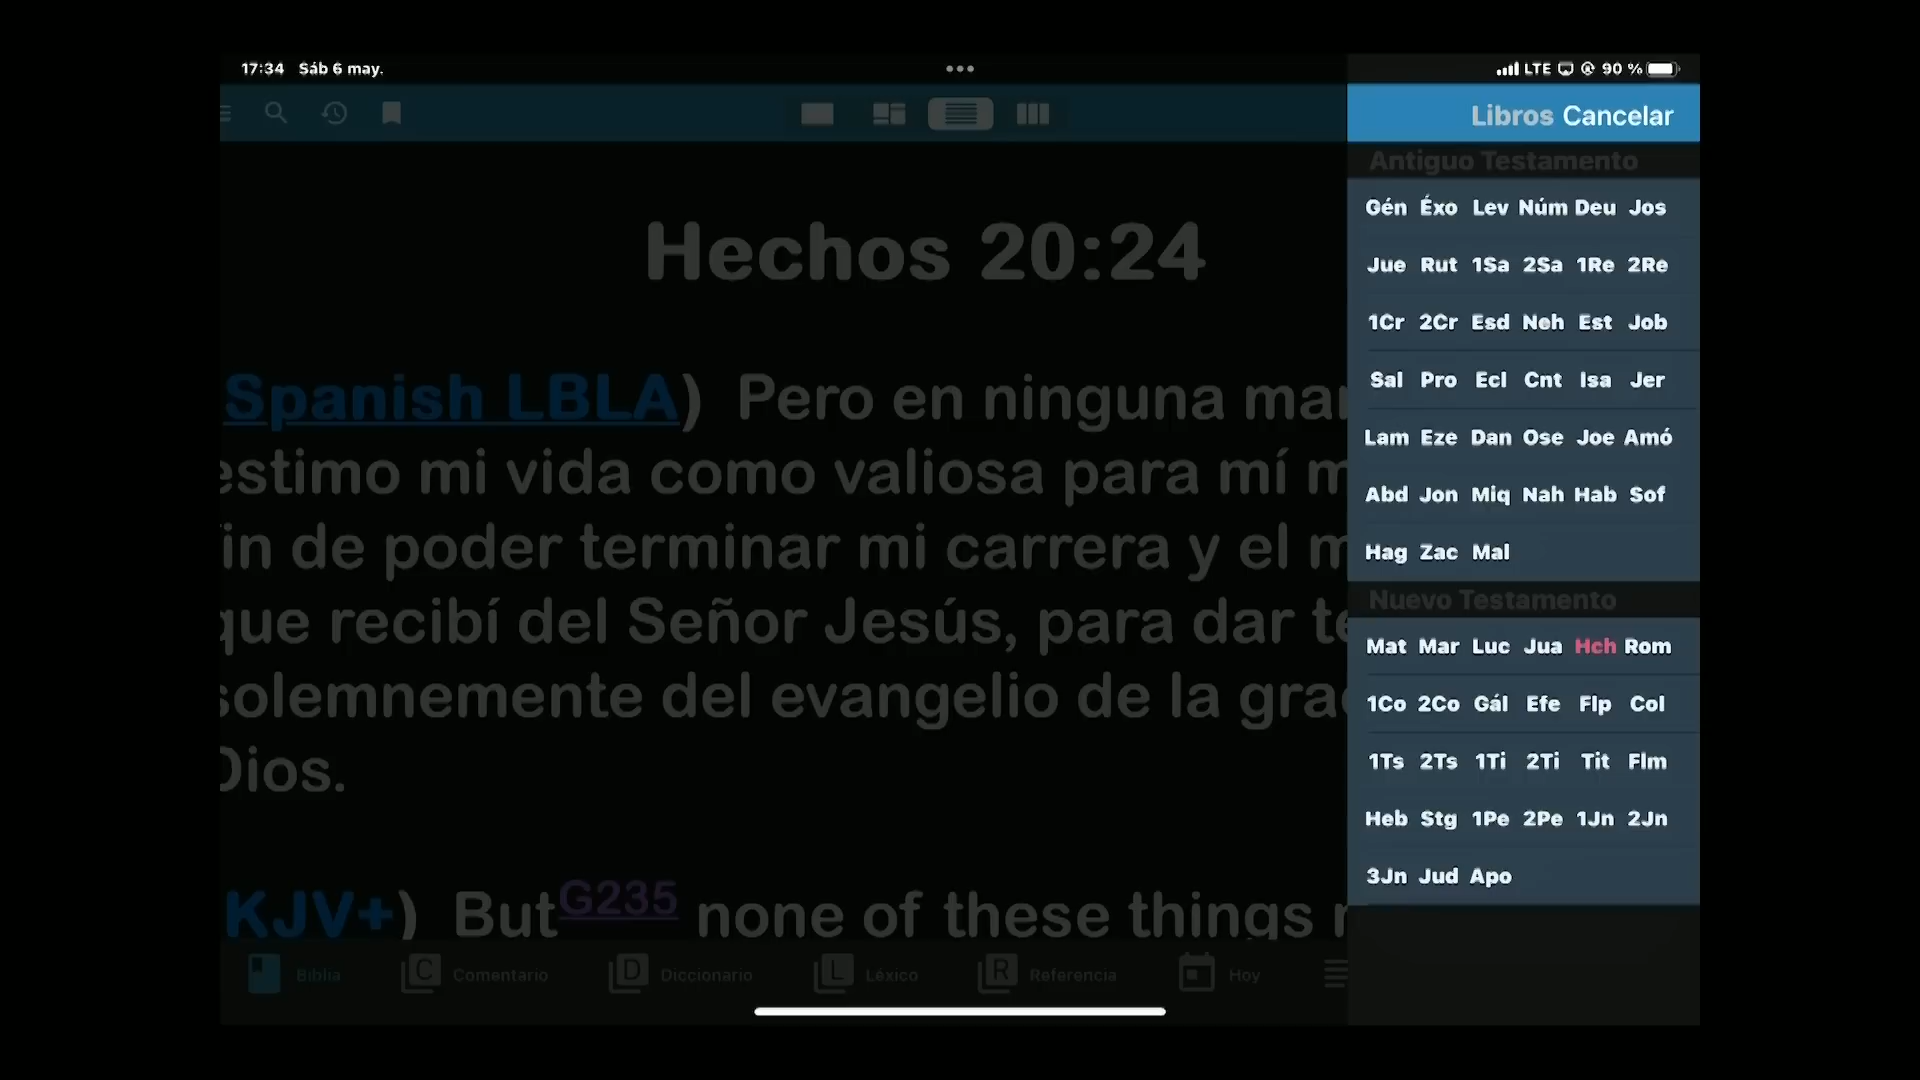 17:34 Sáb 6 may.
LTE 90 %
Libros Cancelar
Hechos 20:24
Spanish LBLA) Pero en ninguna mar
estimo mi vida como valiosa para mí m
in de poder terminar mi carrera y el m
que recibí del Señor Jesús, para dar te
solemnemente del evangelio de la gra
Dios.
KJV+) But G235 none of these things
Biblia
C Comentario
D Diccionario
L Léxico
R Referencia
Hoy
Antiguo Testamento
Gén Éxo Lev Núm Deu Jos
Jue Rut 1Sa 2Sa 1Re 2Re
1Cr 2Cr Esd Neh Est Job
Sal Pro Ecl Cnt Isa Jer
Lam Eze Dan Ose Joe Amó
Abd Jon Miq Nah Hab Sof
Hag Zac Mal
Nuevo Testamento
Mat Mar Luc Jua Hch Rom
1Co 2Co Gál Efe Flp Col
1Ts 2Ts 1Ti 2Ti Tit Flm
Heb Stg 1Pe 2Pe 1Jn 2Jn
3Jn Jud Apo